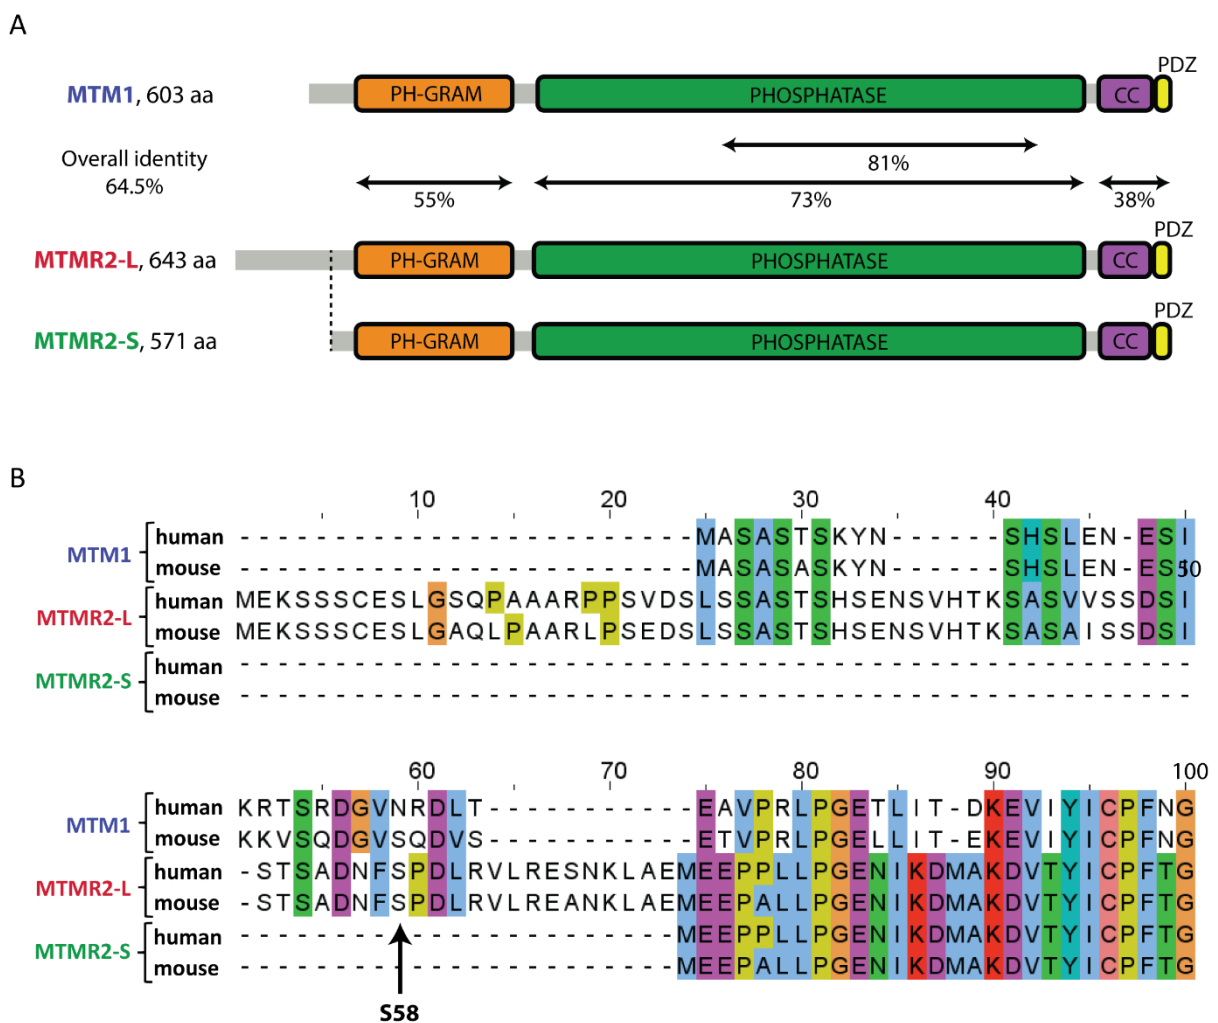 A
PDZ
MTM1, 603 aa PH-GRAM PHOSPHATASE CC
Overall identity
64.5%
81%
55% 73% 38%
PDZ
MTMR2-L, 643 aa PH-GRAM PHOSPHATASE CC
PDZ
MTMR2-S, 571 aa PH-GRAM PHOSPHATASE CC
B
10 20 30 40 50
MTM1
human ------------------------MASASTSKYN------SHSLEN-ESI
mouse ------------------------MASASASKYN------SHSLEN-ESI
MTMR2-L
human MEKSSSCESLGSQPAAARPPSVDSLSSASTSHSENSVHTKSASVVSSDSI
mouse MEKSSSCESLGAQLPAARLPSEDSLSSASTSHSENSVHTKSASAISSDSI
MTMR2-S
human --------------------------------------------------
mouse --------------------------------------------------
60 70 80 90 100
MTM1
human KRTSRDGVNRDLT-----------EAVPRLPGETLIT-DKEVIYICPFNG
mouse KKVSQDGVSQDVS-----------ETVPRLPGELLIT-EKEVIYICPFNG
MTMR2-L
human -STSADNFSPDLRVLRESNKLAEMEEPPLLPGENIKDMAKDVTYICPFTG
mouse -STSADNFSPDLRVLREANKLAEMEEPALLPGENIKDMAKDVTYICPFTG
MTMR2-S
human -----------------------MEEPPLLPGENIKDMAKDVTYICPFTG
mouse -----------------------MEEPALLPGENIKDMAKDVTYICPFTG
S58